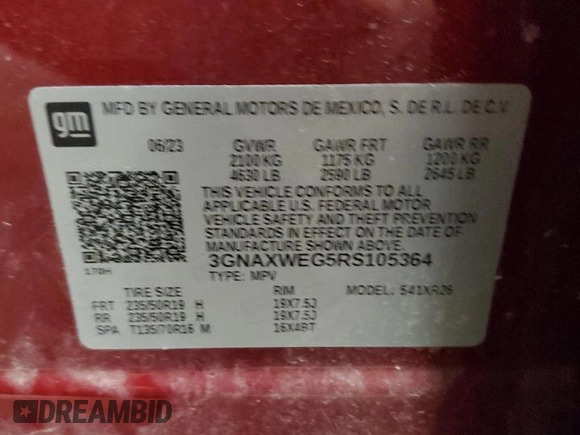 gm
MFD BY GENERAL MOTORS DE MEXICO, S. DE R.L. DE C.V.
06/23 GVWR GAWR FRT GAWR RR
2100 KG 1175 KG 1200 KG
4630 LB 2590 LB 2645 LB
THIS VEHICLE CONFORMS TO ALL
APPLICABLE U.S. FEDERAL MOTOR
VEHICLE SAFETY AND THEFT PREVENTION
STANDARDS IN EFFECT ON THE DATE OF
MANUFACTURE SHOWN ABOVE.
3GNAXWEG5RS105364
170H
TYPE: MPV
TIRE SIZE RIM MODEL: 541XR26
FRT 235/50R19 H 19X7.5J
RR 235/50R19 H 19X7.5J
SPA T135/70R16 M 16X4BT
DREAMBID